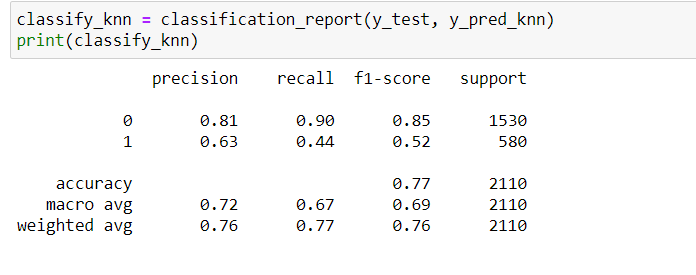 classify_knn = classification_report(y_test, y_pred_knn)
print(classify_knn)
precision recall f1-score support
0 0.81 0.90 0.85 1530
1 0.63 0.44 0.52 580
accuracy 0.77 2110
macro avg 0.72 0.67 0.69 2110
weighted avg 0.76 0.77 0.76 2110